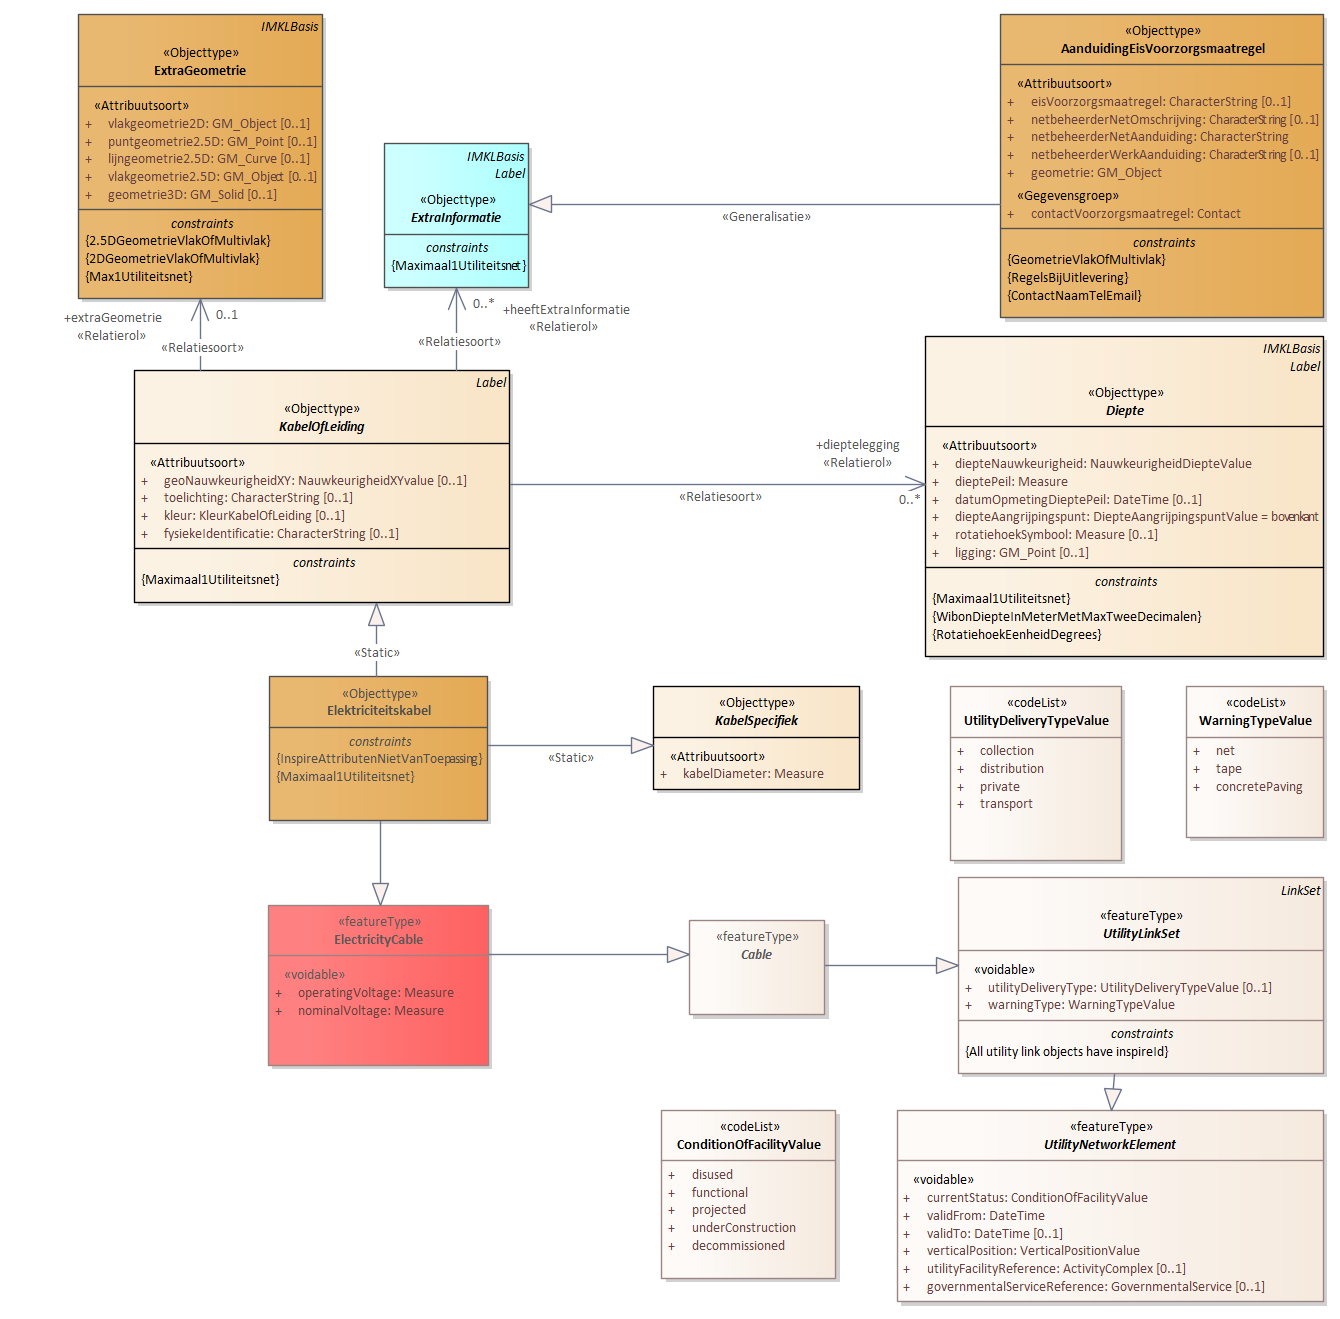 IMKLBasis
«Objecttype»
ExtraGeometrie
«Attribuutsoort»
+ vlakgeometrie2D: GM_Object [0..1]
+ puntgeometrie2.5D: GM_Point [0..1]
+ lijngeometrie2.5D: GM_Curve [0..1]
+ vlakgeometrie2.5D: GM_Object [0..1]
+ geometrie3D: GM_Solid [0..1]
constraints
{2.5DGeometrieVlakOfMultivlak}
{2DGeometrieVlakOfMultivlak}
{Max1Utiliteitsnet}
«Objecttype»
AanduidingEisVoorzorgsmaatregel
«Attribuutsoort»
+ eisVoorzorgsmaatregel: CharacterString [0..1]
+ netbeheerderNetOmschrijving: CharacterString [0..1]
+ netbeheerderNetAanduiding: CharacterString
+ netbeheerderWerkAanduiding: CharacterString [0..1]
+ geometrie: GM_Object
«Gegevensgroep»
+ contactVoorzorgsmaatregel: Contact
constraints
{GeometrieVlakOfMultivlak}
{RegelsBijUitlevering}
{ContactNaamTelEmail}
IMKLBasis
Label
«Objecttype»
ExtraInformatie
constraints
{Maximaal1Utiliteitsnet}
«Generalisatie»
+extraGeometrie
«Relatierol»
0..1
«Relatiesoort»
0..*
+heeftExtraInformatie
«Relatierol»
«Relatiesoort»
Label
«Objecttype»
KabelOfLeiding
«Attribuutsoort»
+ geoNauwkeurigheidXY: NauwkeurigheidXYvalue [0..1]
+ toelichting: CharacterString [0..1]
+ kleur: KleurKabelOfLeiding [0..1]
+ fysiekeIdentificatie: CharacterString [0..1]
constraints
{Maximaal1Utiliteitsnet}
+dieptelegging
«Relatierol»
«Relatiesoort»
0..*
IMKLBasis
Label
«Objecttype»
Diepte
«Attribuutsoort»
+ diepteNauwkeurigheid: NauwkeurigheidDiepteValue
+ dieptePeil: Measure
+ datumOpmetingDieptePeil: DateTime [0..1]
+ diepteAangrijpingspunt: DiepteAangrijpingspuntValue = bovenkant
+ rotatiehoekSymbool: Measure [0..1]
+ ligging: GM_Point [0..1]
constraints
{Maximaal1Utiliteitsnet}
{WibonDiepteInMeterMetMaxTweeDecimalen}
{RotatiehoekEenheidDegrees}
«Static»
«Objecttype»
Elektriciteitskabel
constraints
{InspireAttributenNietVanToepassing}
{Maximaal1Utiliteitsnet}
«Static»
«Objecttype»
KabelSpecifiek
«Attribuutsoort»
+ kabelDiameter: Measure
«codeList»
UtilityDeliveryTypeValue
+ collection
+ distribution
+ private
+ transport
«codeList»
WarningTypeValue
+ net
+ tape
+ concretePaving
«featureType»
ElectricityCable
«voidable»
+ operatingVoltage: Measure
+ nominalVoltage: Measure
«featureType»
Cable
LinkSet
«featureType»
UtilityLinkSet
«voidable»
+ utilityDeliveryType: UtilityDeliveryTypeValue [0..1]
+ warningType: WarningTypeValue
constraints
{All utility link objects have inspireId}
«codeList»
ConditionOfFacilityValue
+ disused
+ functional
+ projected
+ underConstruction
+ decommissioned
«featureType»
UtilityNetworkElement
«voidable»
+ currentStatus: ConditionOfFacilityValue
+ validFrom: DateTime
+ validTo: DateTime [0..1]
+ verticalPosition: VerticalPositionValue
+ utilityFacilityReference: ActivityComplex [0..1]
+ governmentalServiceReference: GovernmentalService [0..1]